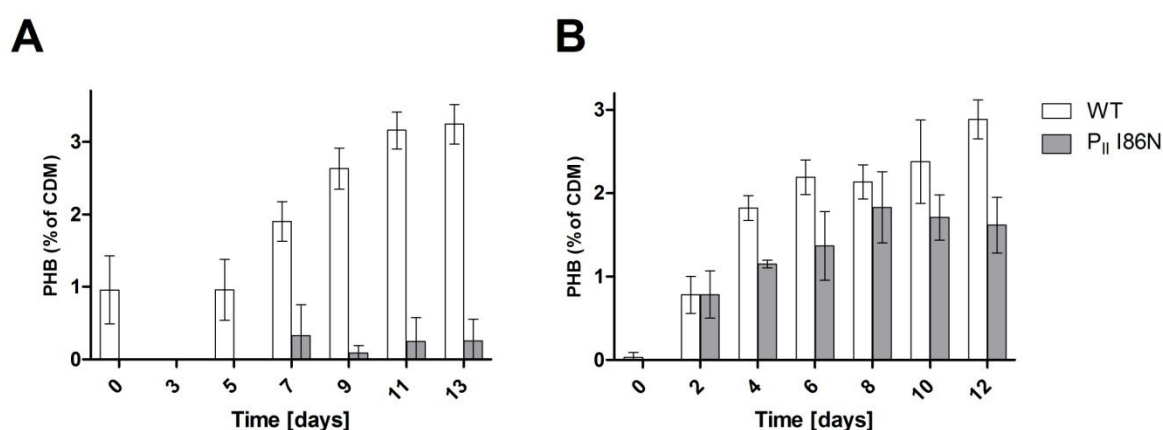 A
B
PHB (% of CDM)
3
2
1
0
0 3 5 7 9 11 13
Time [days]
PHB (% of CDM)
3
2
1
0
0 2 4 6 8 10 12
Time [days]
WT
P_II I86N